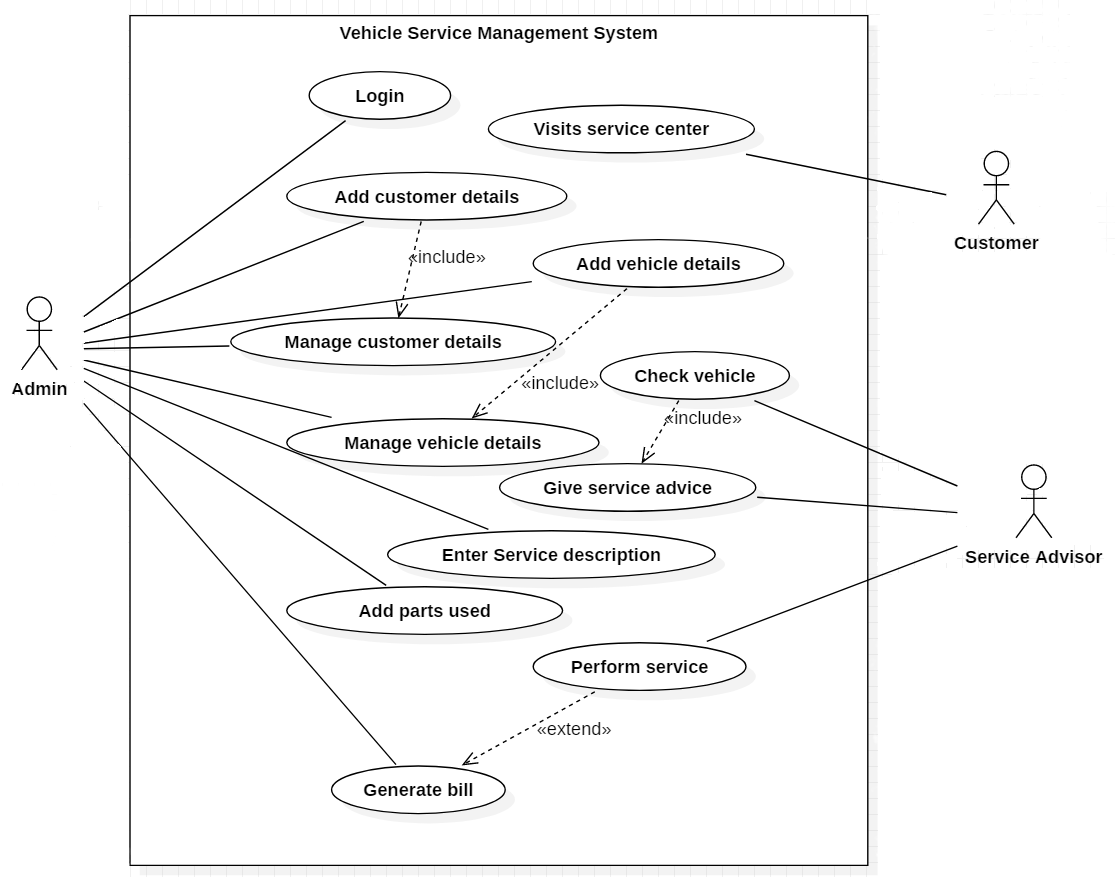 Vehicle Service Management System
Login
Visits service center
Add customer details
Customer
«include»
Add vehicle details
Admin
Manage customer details
«include»
Check vehicle
«include»
Manage vehicle details
Give service advice
Enter Service description
Service Advisor
Add parts used
Perform service
«extend»
Generate bill